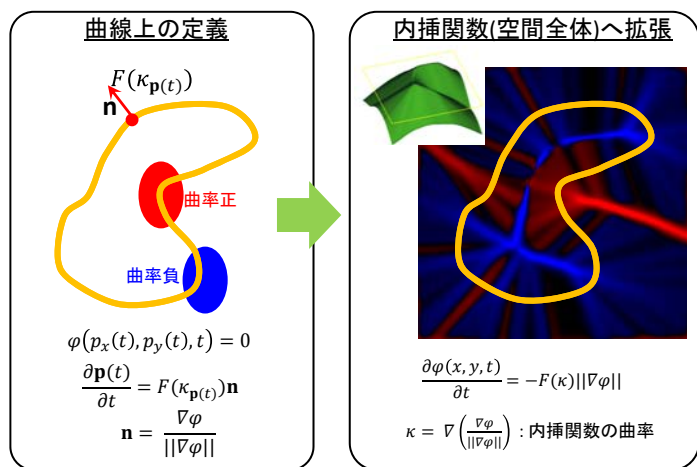 曲線上の定義
F(κ_𝐩(t))
𝐧
曲率正
曲率負
φ(p_x(t), p_y(t), t) = 0
∂𝐩(t)/∂t = F(κ_𝐩(t))𝐧
𝐧 = ∇φ/||∇φ||
内挿関数(空間全体)へ拡張
∂φ(x, y, t)/∂t = −F(κ)||∇φ||
κ = ∇(∇φ/||∇φ||) : 内挿関数の曲率